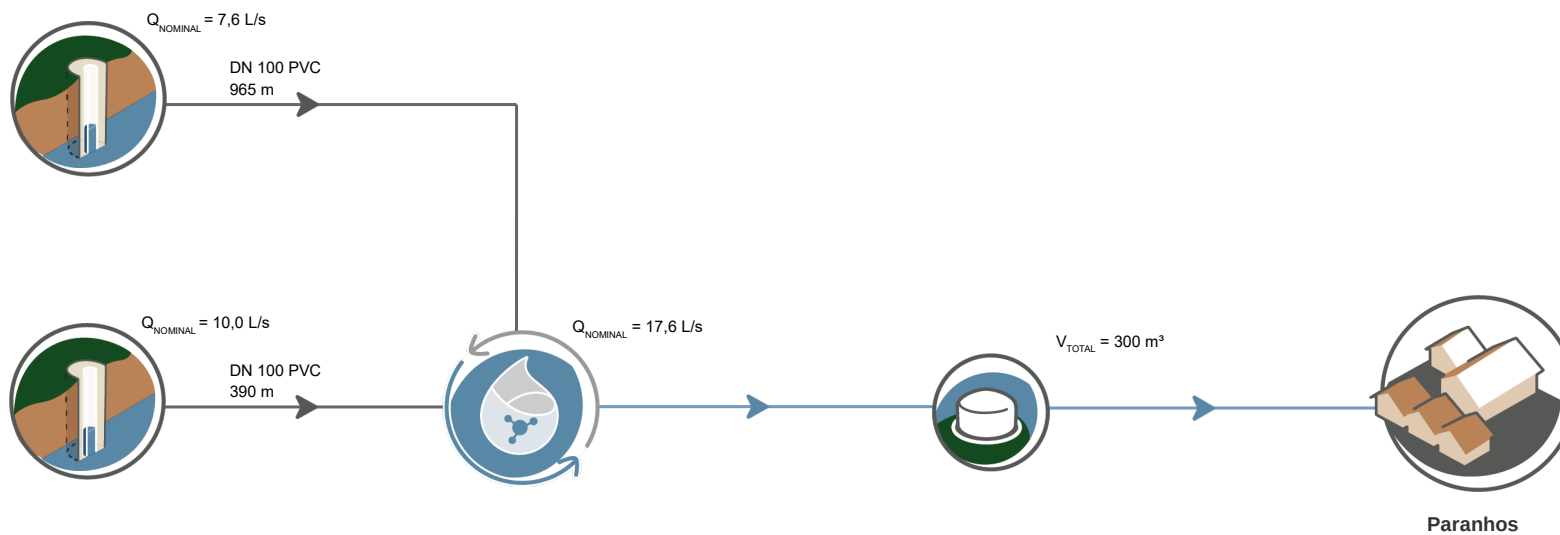 Q_NOMINAL = 7,6 L/s
DN 100 PVC
965 m
Q_NOMINAL = 10,0 L/s
DN 100 PVC
390 m
Q_NOMINAL = 17,6 L/s
V_TOTAL = 300 m³
Paranhos